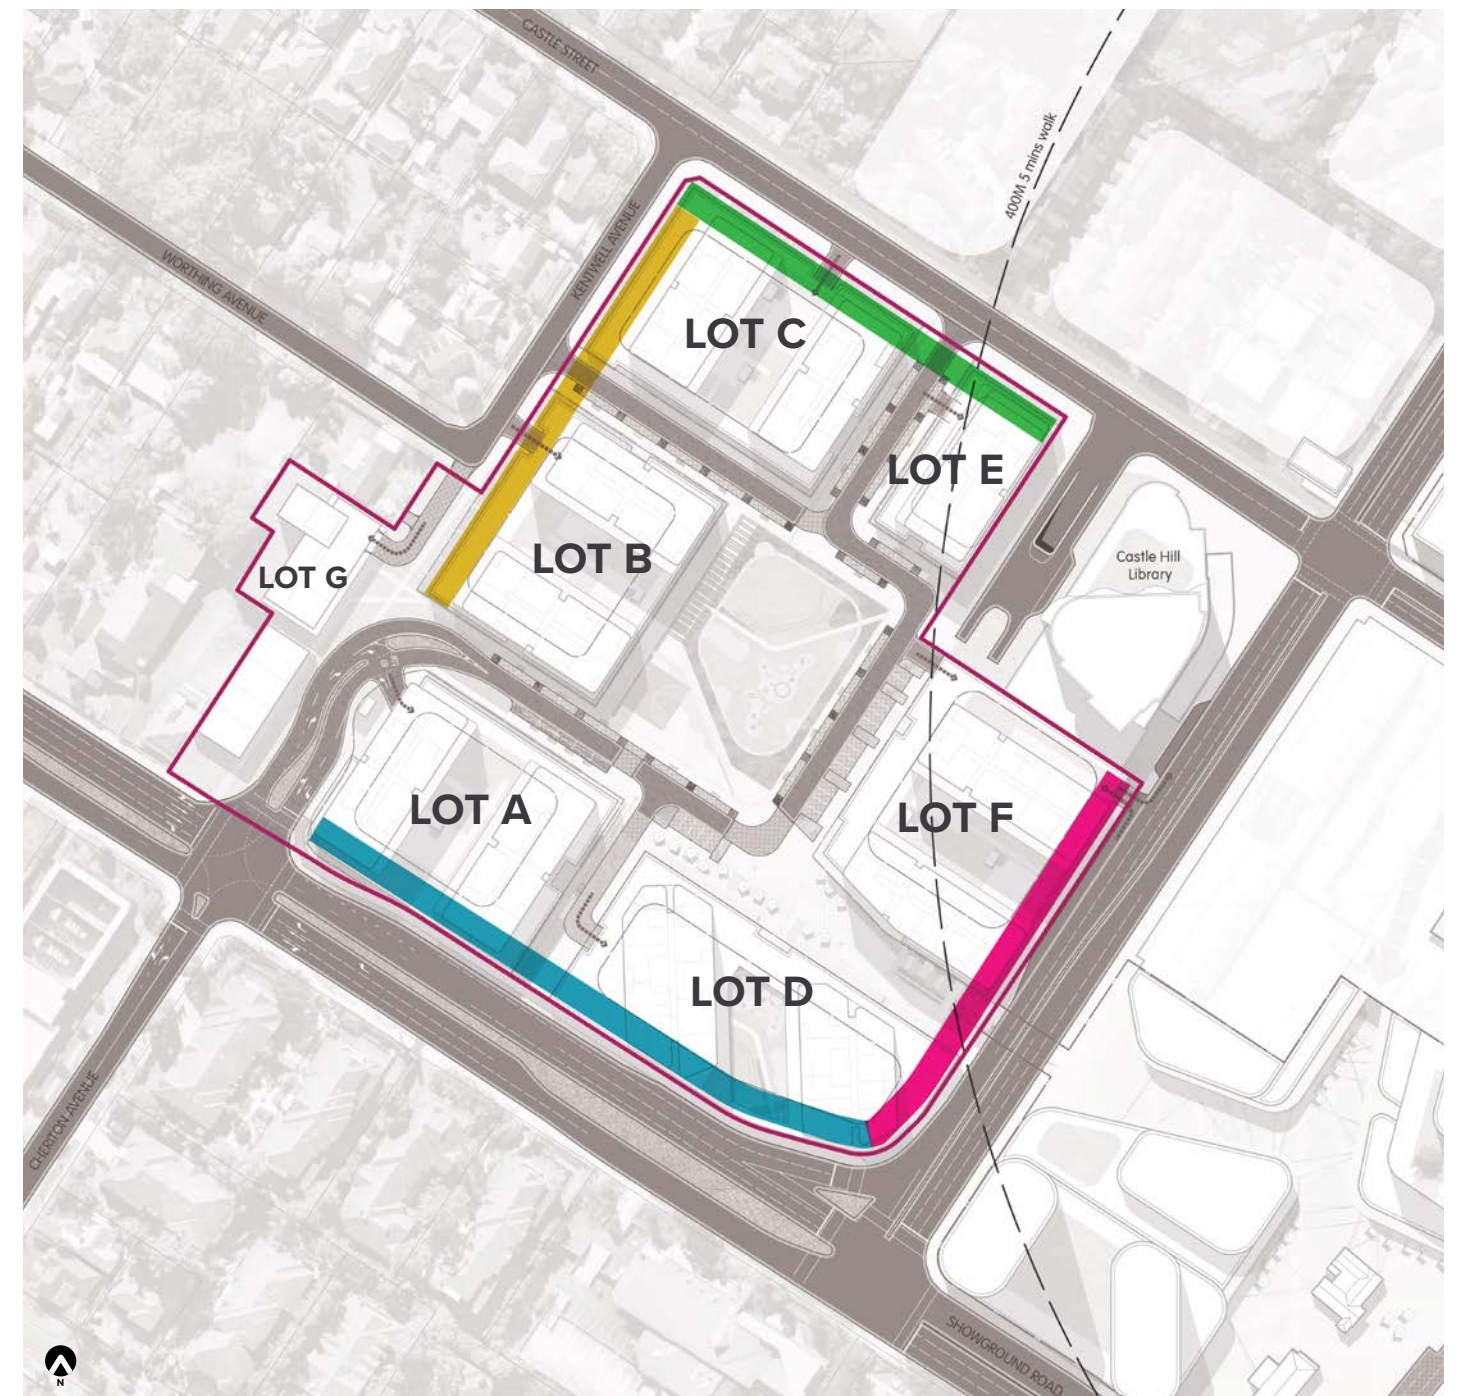 CASTLE STREET
400M 5 mins walk
KENTWELL AVENUE
WORTHING AVENUE
LOT C
LOT E
LOT B
Castle Hill
Library
LOT G
LOT A
LOT F
LOT D
CHERITON AVENUE
SHOWGROUND ROAD
N